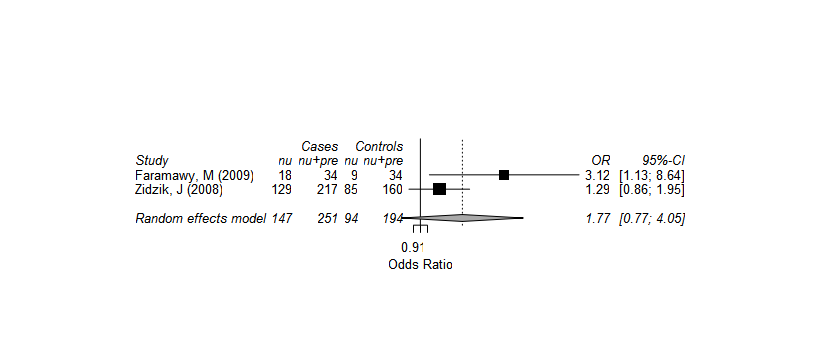 Cases Controls
Study nu nu+pre nu nu+pre OR 95%-CI
Faramawy, M (2009) 18 34 9 34 3.12 [1.13; 8.64]
Zidzik, J (2008) 129 217 85 160 1.29 [0.86; 1.95]
Random effects model 147 251 94 194 1.77 [0.77; 4.05]
0.91
Odds Ratio